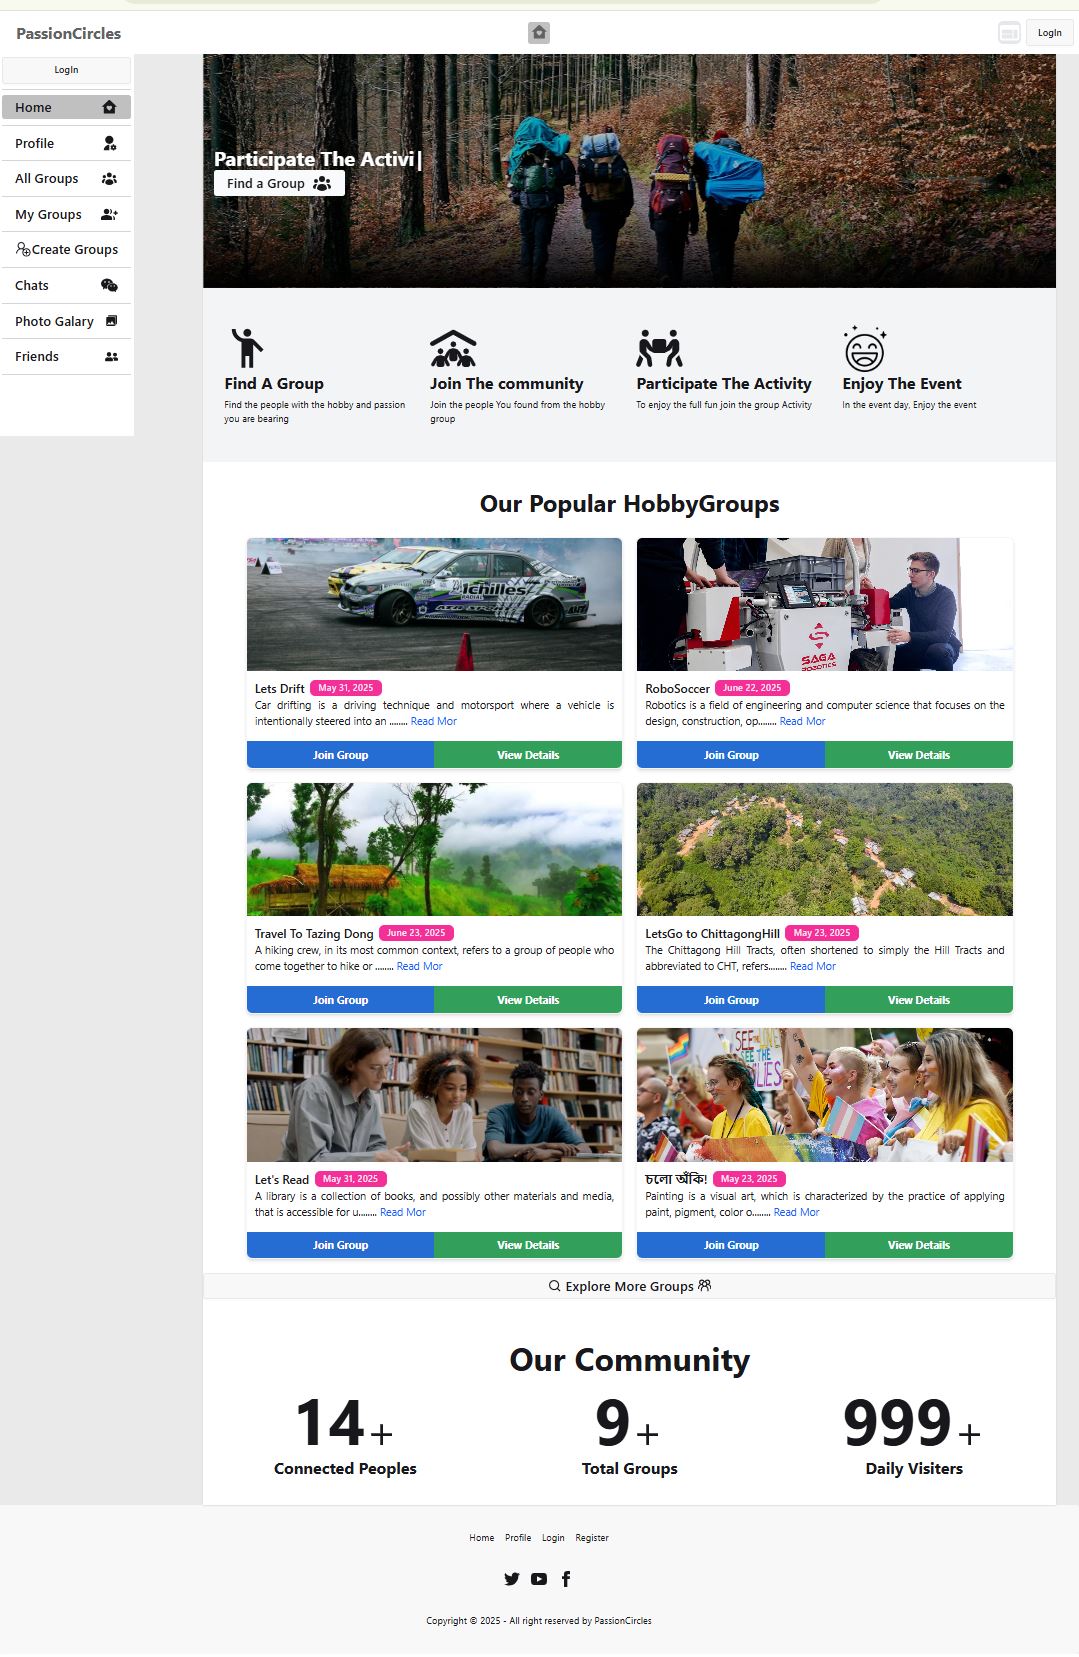 PassionCircles
LogIn
LogIn
Home
Profile
All Groups
My Groups
Create Groups
Chats
Photo Galary
Friends
Participate The Activi|
Find a Group
Find A Group
Find the people with the hobby and passion
you are bearing
Join The community
Join the people You found from the hobby
group
Participate The Activity
To enjoy the full fun join the group Activity
Enjoy The Event
In the event day, Enjoy the event
Our Popular HobbyGroups
Achilles
RADIAL
Lets Drift May 31, 2025
Car drifting is a driving technique and motorsport where a vehicle is
intentionally steered into an ........ Read Mor
Join Group View Details
SAGA
ROBOTICS
RoboSoccer June 22, 2025
Robotics is a field of engineering and computer science that focuses on the
design, construction, op........ Read Mor
Join Group View Details
Travel To Tazing Dong June 23, 2025
A hiking crew, in its most common context, refers to a group of people who
come together to hike or ........ Read Mor
Join Group View Details
LetsGo to ChittagongHill May 23, 2025
The Chittagong Hill Tracts, often shortened to simply the Hill Tracts and
abbreviated to CHT, refers........ Read Mor
Join Group View Details
Let's Read May 31, 2025
A library is a collection of books, and possibly other materials and media,
that is accessible for u........ Read Mor
Join Group View Details
SEE THE
SEE THE
চলো আঁকি! May 23, 2025
Painting is a visual art, which is characterized by the practice of applying
paint, pigment, color o........ Read Mor
Join Group View Details
Explore More Groups
Our Community
14+
Connected Peoples
9+
Total Groups
999+
Daily Visiters
Home Profile Login Register
Copyright © 2025 - All right reserved by PassionCircles